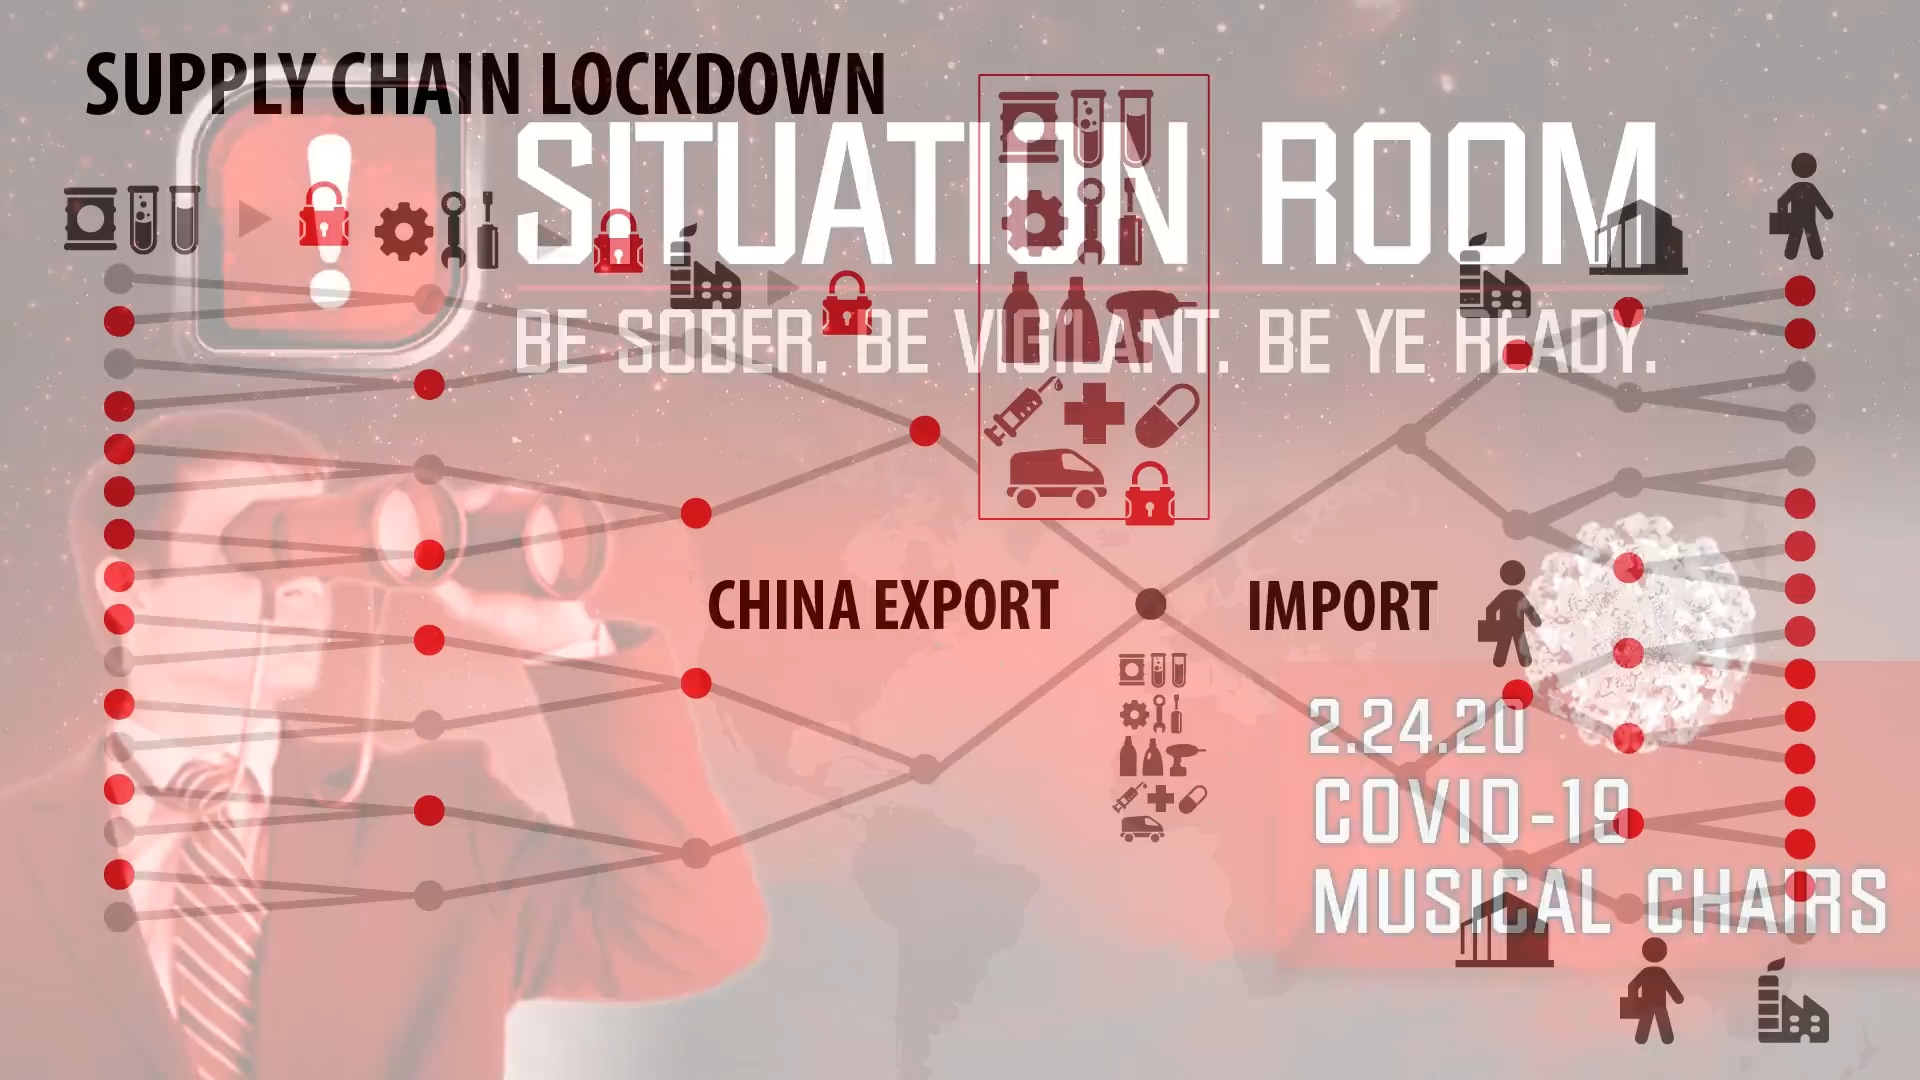 SUPPLY CHAIN LOCKDOWN
SITUATION ROOM
BE SOBER. BE VIGILANT. BE YE READY.
CHINA EXPORT
IMPORT
2.24.20
COVID-19
MUSICAL CHAIRS